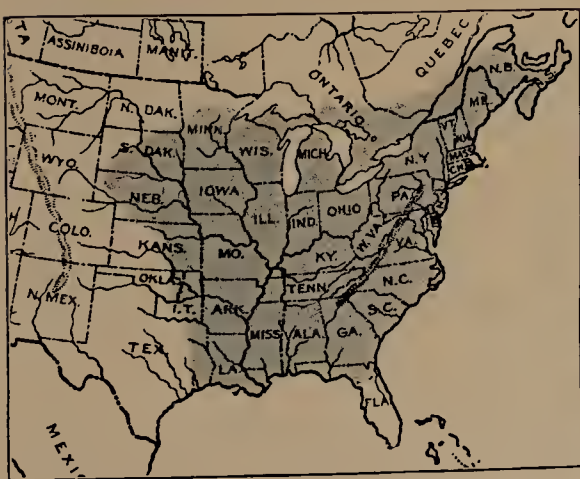 TA
ASSINIBOIA
MANIT.
ONTARIO
QUEBEC
N.B.
N.S.
ME.
MONT.
N. DAK.
MINN.
VT.
N.H.
S. DAK.
WIS.
MICH.
N.Y.
MASS.
WYO.
NEB.
IOWA
ILL.
IND.
OHIO
PA.
COLO.
KANS.
MO.
KY.
W. VA.
VA.
N. MEX.
OKLA.
I.T.
ARK.
TENN.
N.C.
S.C.
TEX.
LA.
MISS.
ALA.
GA.
FLA.
MEXIC